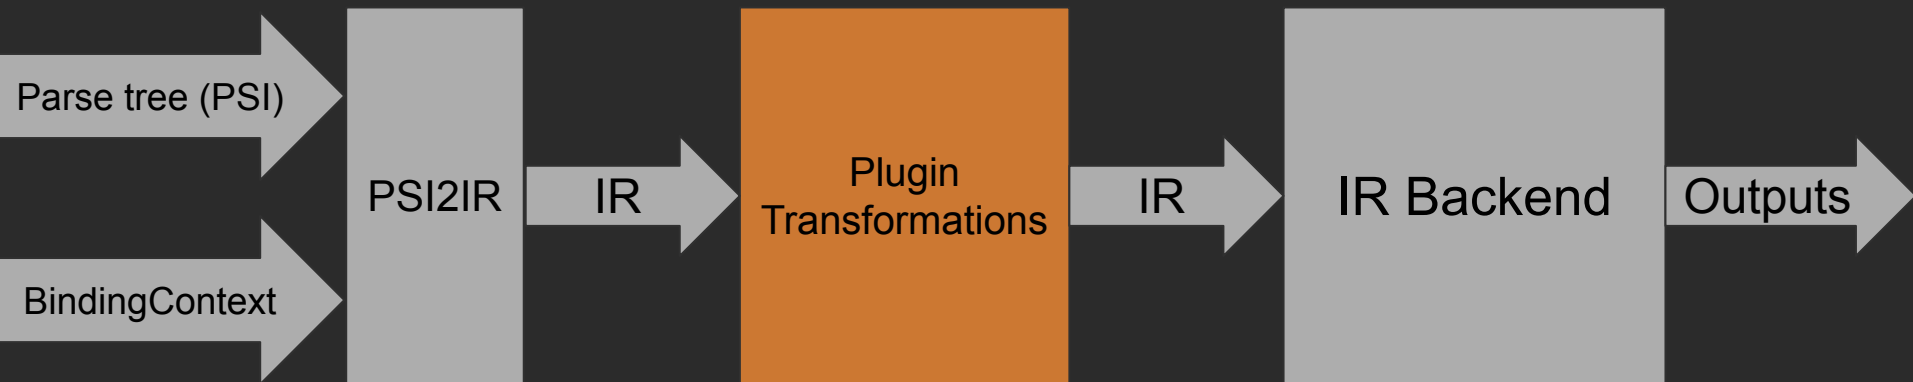 Parse tree (PSI)
BindingContext
PSI2IR
IR
Plugin
Transformations
IR
IR Backend
Outputs